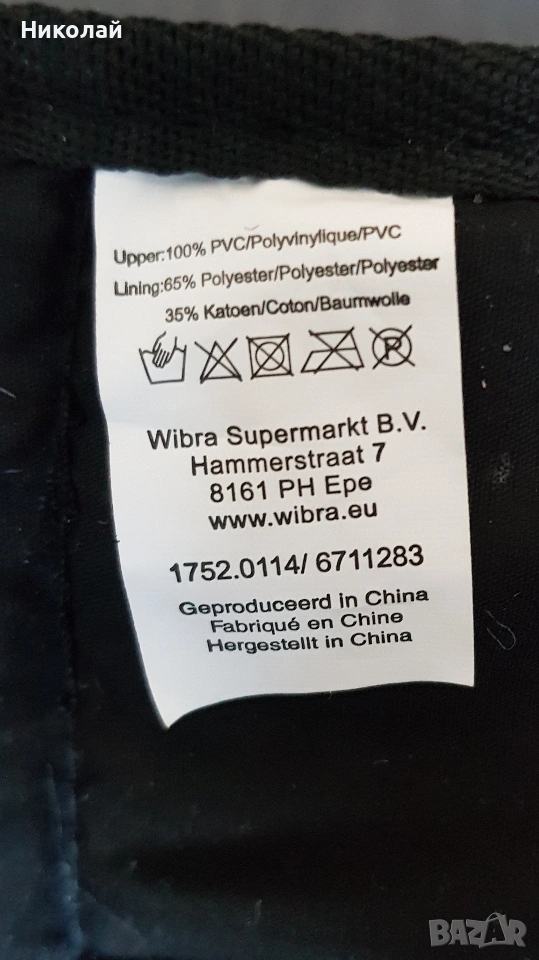 Николай
Upper:100% PVC/Polyvinylique/PVC
Lining:65% Polyester/Polyester/Polyester
35% Katoen/Coton/Baumwolle
P
Wibra Supermarkt B.V.
Hammerstraat 7
8161 PH Epe
www.wibra.eu
1752.0114/ 6711283
Geproduceerd in China
Fabriqué en Chine
Hergestellt in China
BAZAR